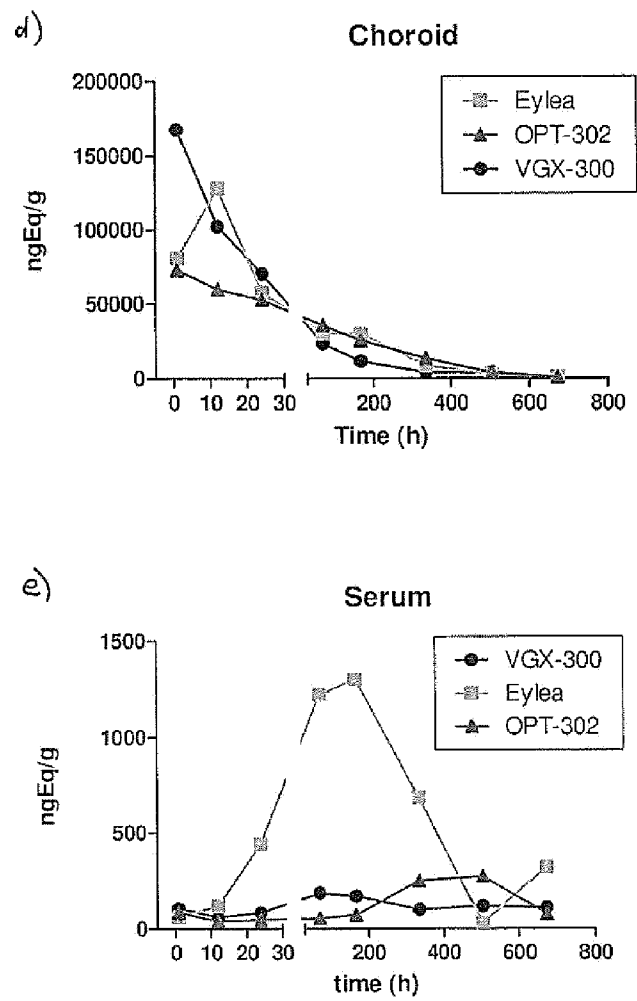 d)
Choroid
200000
150000
100000
50000
0
ngEq/g
Eylea
OPT-302
VGX-300
0 10 20 30 200 400 600 800
Time (h)
e)
Serum
1500
1000
500
0
ngEq/g
VGX-300
Eylea
OPT-302
0 10 20 30 200 400 600 800
time (h)